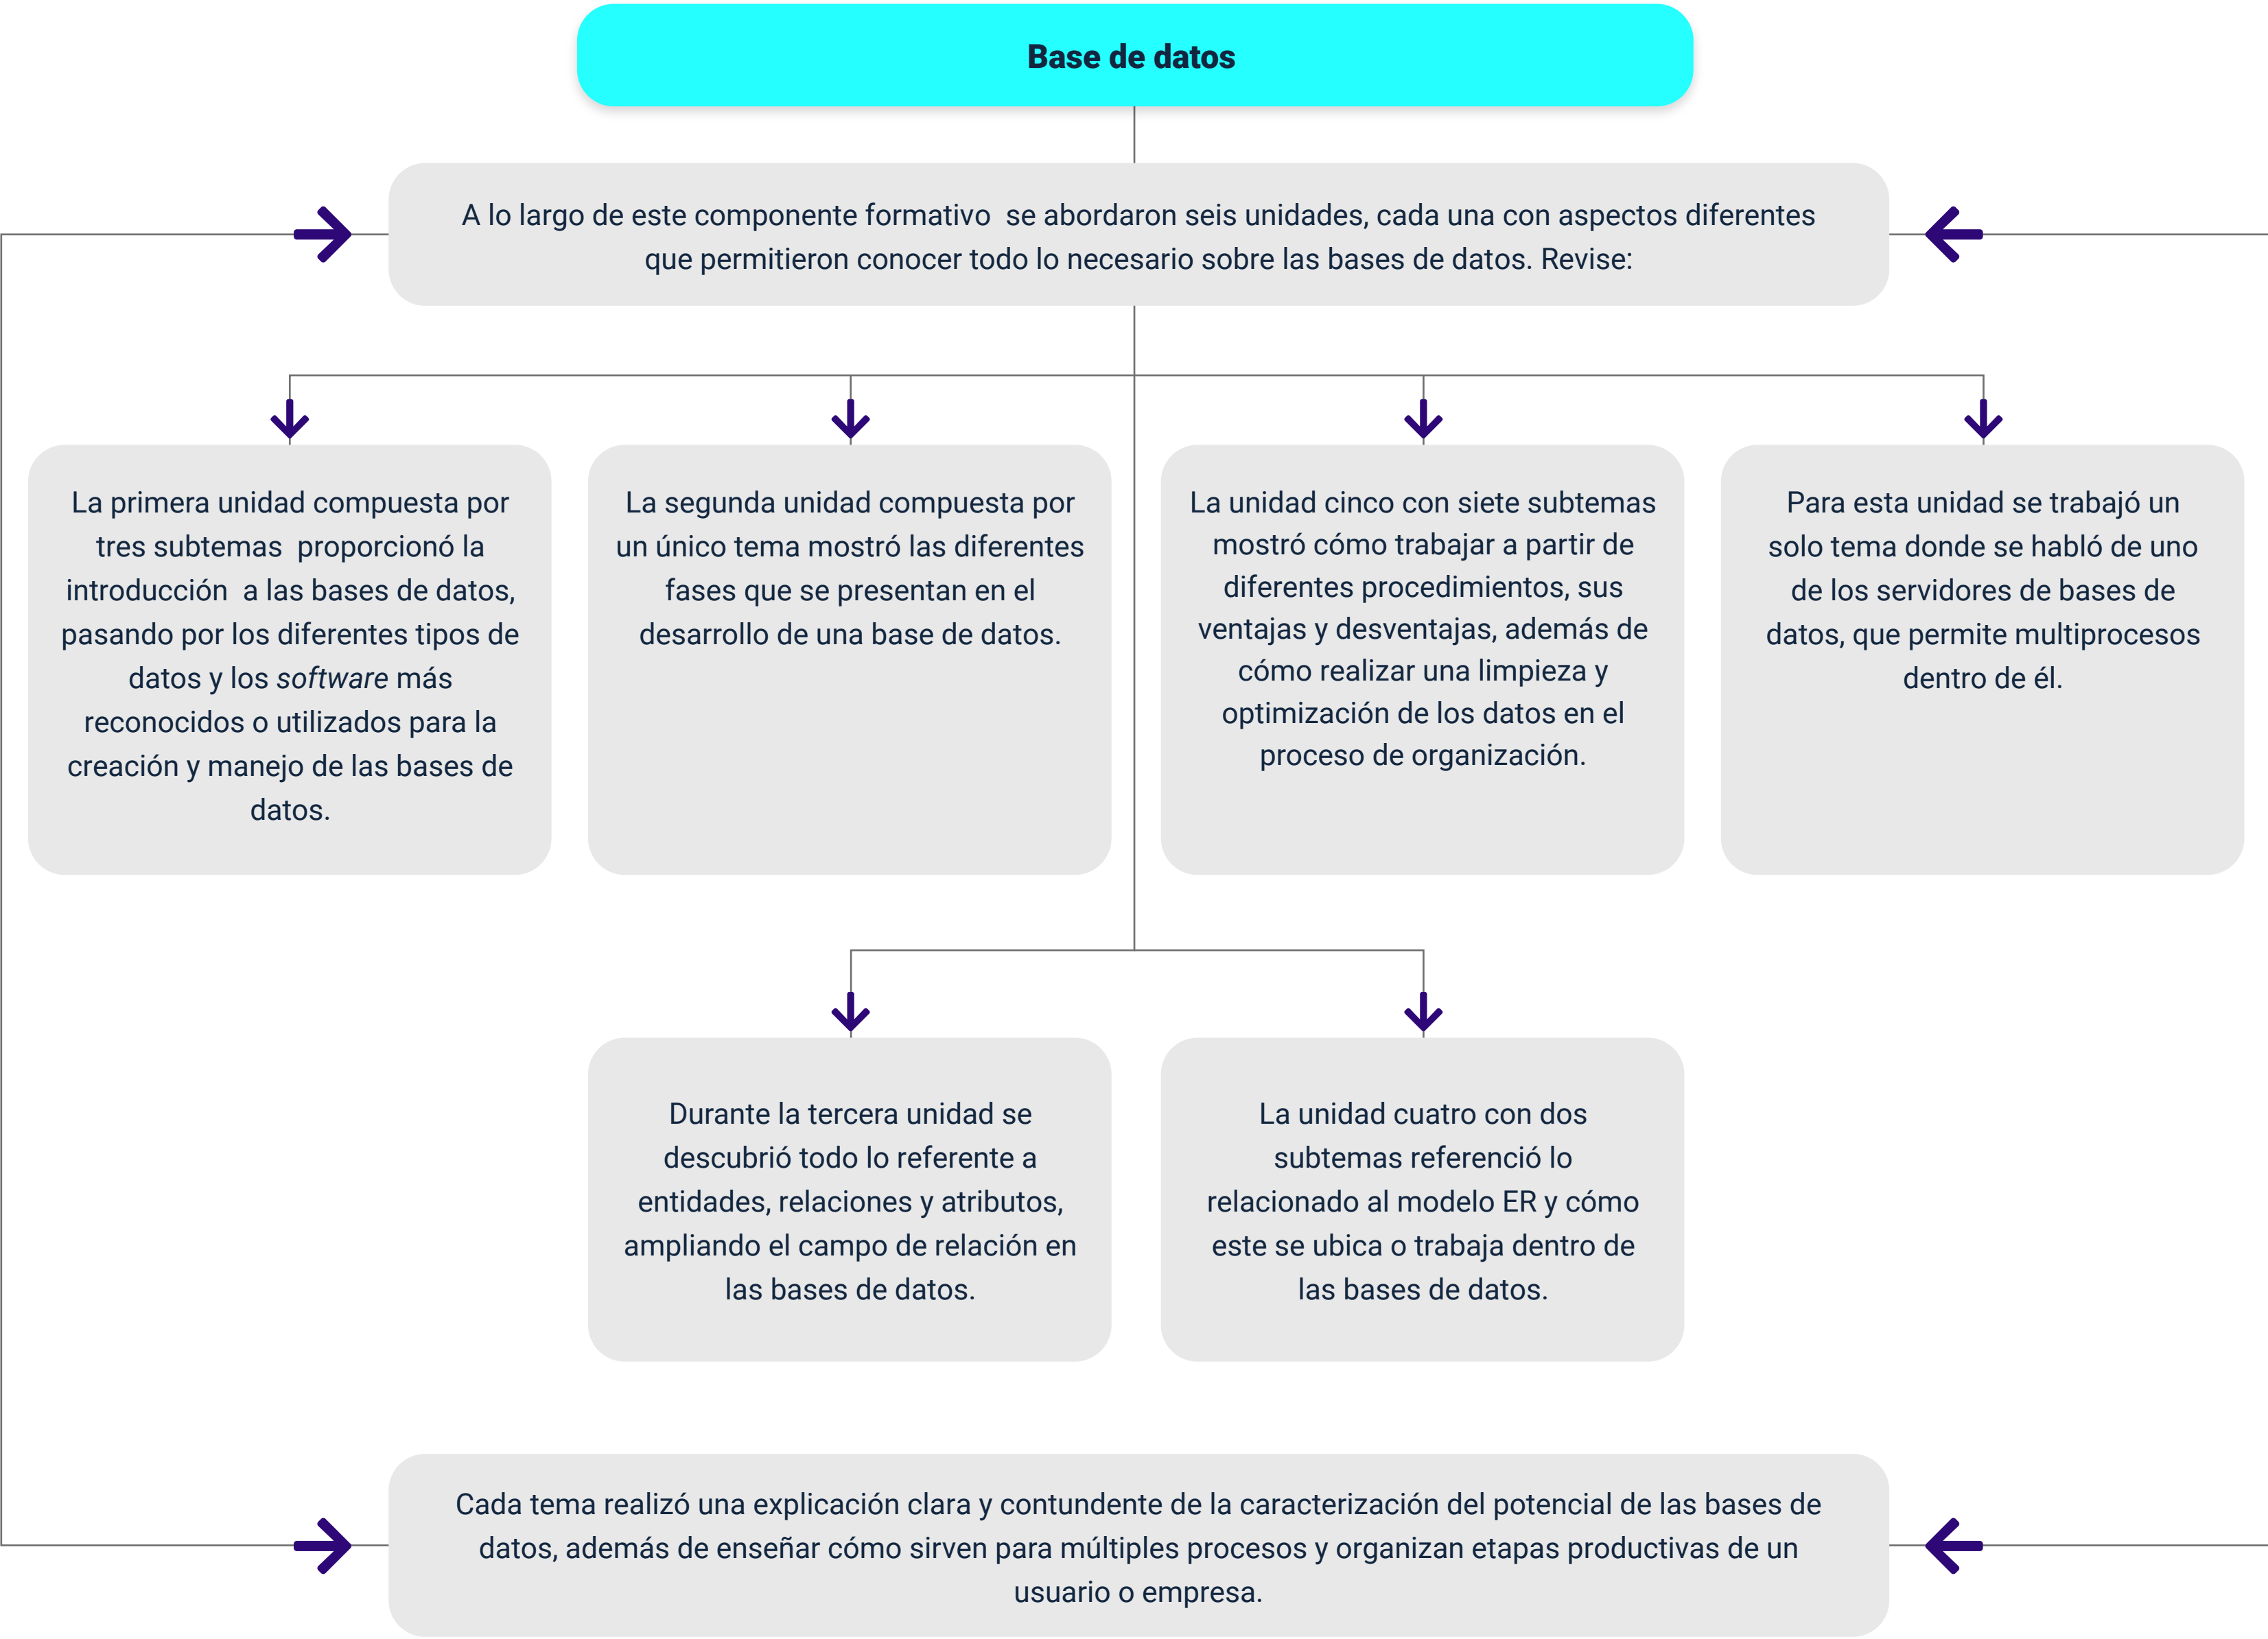 Base de datos
A lo largo de este componente formativo  se abordaron seis unidades, cada una con aspectos diferentes
que permitieron conocer todo lo necesario sobre las bases de datos. Revise:
La primera unidad compuesta por
tres subtemas  proporcionó la
introducción  a las bases de datos,
pasando por los diferentes tipos de
datos y los software más
reconocidos o utilizados para la
creación y manejo de las bases de
datos.
La segunda unidad compuesta por
un único tema mostró las diferentes
fases que se presentan en el
desarrollo de una base de datos.
La unidad cinco con siete subtemas
mostró cómo trabajar a partir de
diferentes procedimientos, sus
ventajas y desventajas, además de
cómo realizar una limpieza y
optimización de los datos en el
proceso de organización.
Para esta unidad se trabajó un
solo tema donde se habló de uno
de los servidores de bases de
datos, que permite multiprocesos
dentro de él.
Durante la tercera unidad se
descubrió todo lo referente a
entidades, relaciones y atributos,
ampliando el campo de relación en
las bases de datos.
La unidad cuatro con dos
subtemas referenció lo
relacionado al modelo ER y cómo
este se ubica o trabaja dentro de
las bases de datos.
Cada tema realizó una explicación clara y contundente de la caracterización del potencial de las bases de
datos, además de enseñar cómo sirven para múltiples procesos y organizan etapas productivas de un
usuario o empresa.